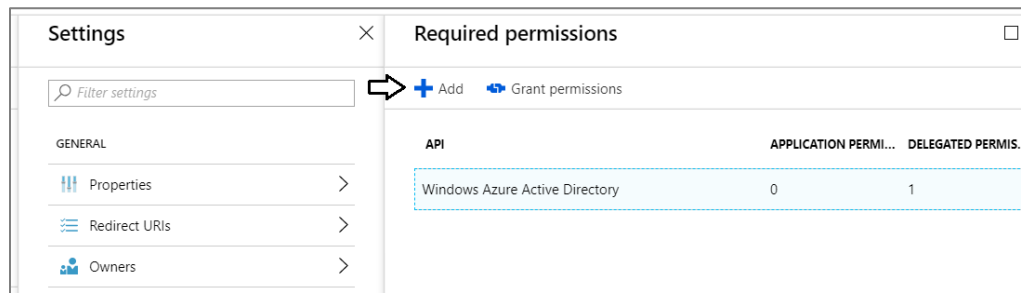 Settings
Filter settings
GENERAL
Properties
Redirect URIs
Owners
Required permissions
Add Grant permissions
API APPLICATION PERMI... DELEGATED PERMIS.
Windows Azure Active Directory 0 1